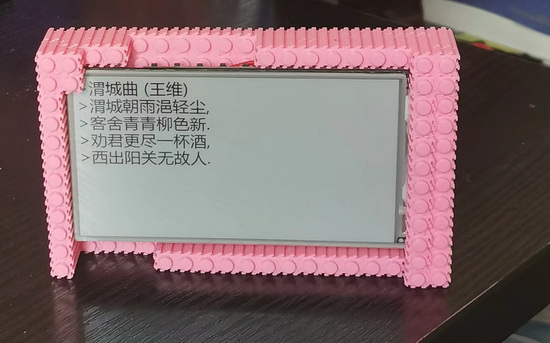 >渭城曲 (王维)
>渭城朝雨浥轻尘,
>客舍青青柳色新.
>劝君更尽一杯酒,
>西出阳关无故人.